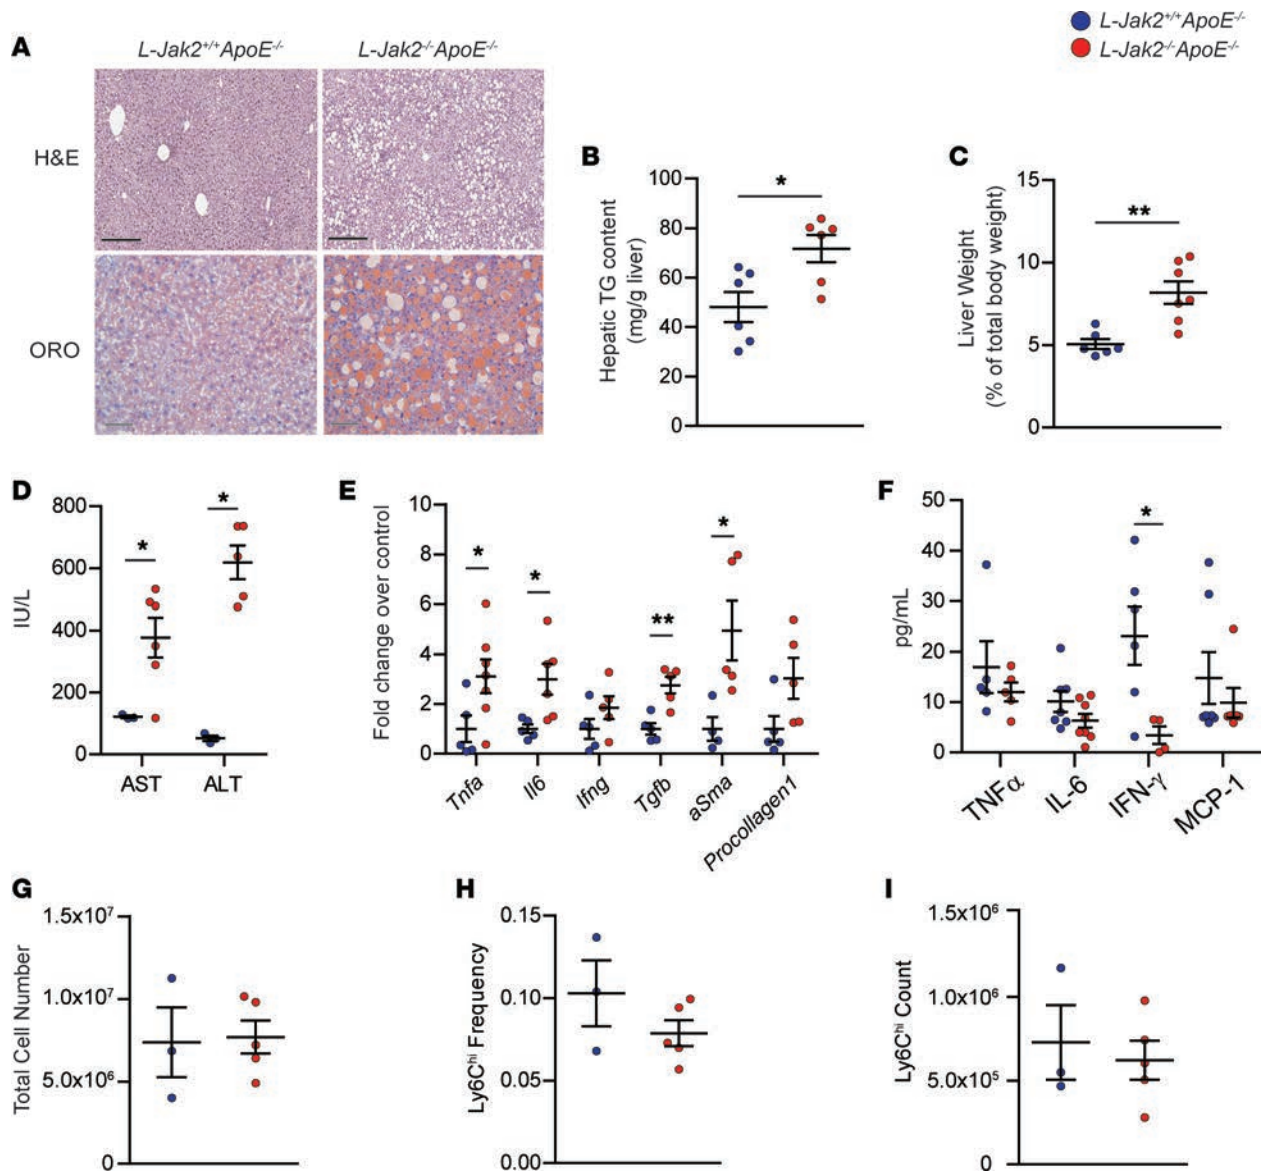 L-Jak2+/+ApoE-/-
L-Jak2-/-ApoE-/-
A
L-Jak2+/+ApoE-/-
L-Jak2-/-ApoE-/-
H&E
ORO
B
Hepatic TG content
(mg/g liver)
100
80
60
40
20
0
*
C
Liver Weight
(% of total body weight)
15
10
5
0
**
D
IU/L
800
600
400
200
0
*
*
AST
ALT
E
Fold change over control
10
8
6
4
2
0
*
*
**
*
Tnfa
Il6
Ifng
Tgfb
aSma
Procollagen1
F
pg/mL
50
40
30
20
10
0
*
TNFα
IL-6
IFN-γ
MCP-1
G
Total Cell Number
1.5x10⁷
1.0x10⁷
5.0x10⁶
0
H
Ly6Chi Frequency
0.15
0.10
0.05
0.00
I
Ly6Chi Count
1.5x10⁶
1.0x10⁶
5.0x10⁵
0